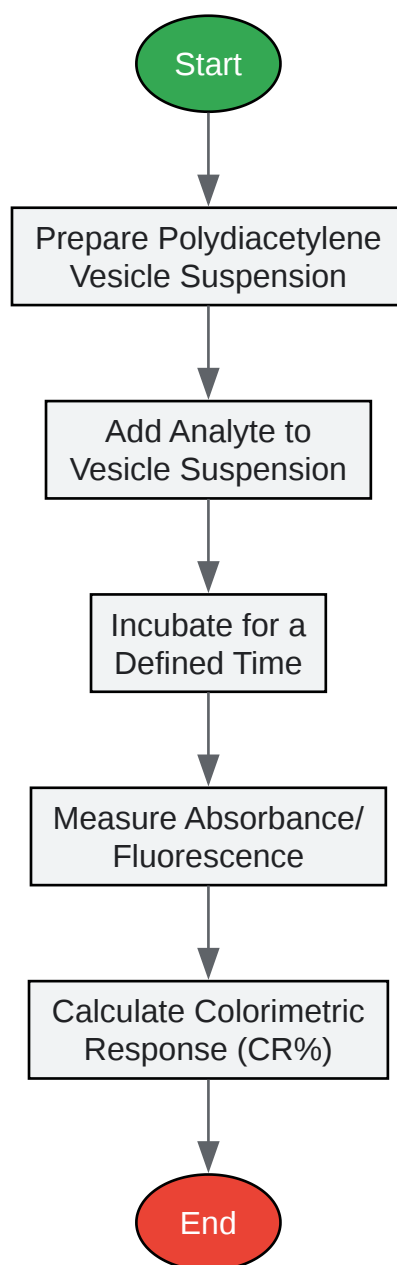 Start
Prepare Polydiacetylene
Vesicle Suspension
Add Analyte to
Vesicle Suspension
Incubate for a
Defined Time
Measure Absorbance/
Fluorescence
Calculate Colorimetric
Response (CR%)
End